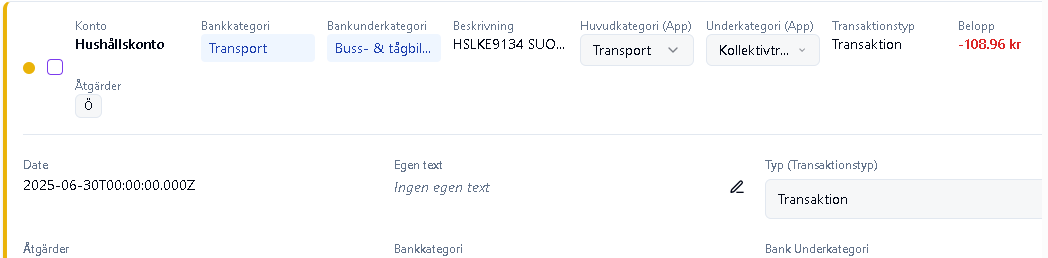 Konto Bankkategori Bankunderkategori Beskrivning Huvudkategori (App) Underkategori (App) Transaktionstyp Belopp
Hushållskonto Transport Buss- & tågbil... HSLKE9134 SUO... Transport Kollektivtr... Transaktion -108.96 kr
Åtgärder
Ö
Date Egen text Typ (Transaktionstyp)
2025-06-30T00:00:00.000Z Ingen egen text Transaktion
Åtgärder Bankkategori Bank Underkategori